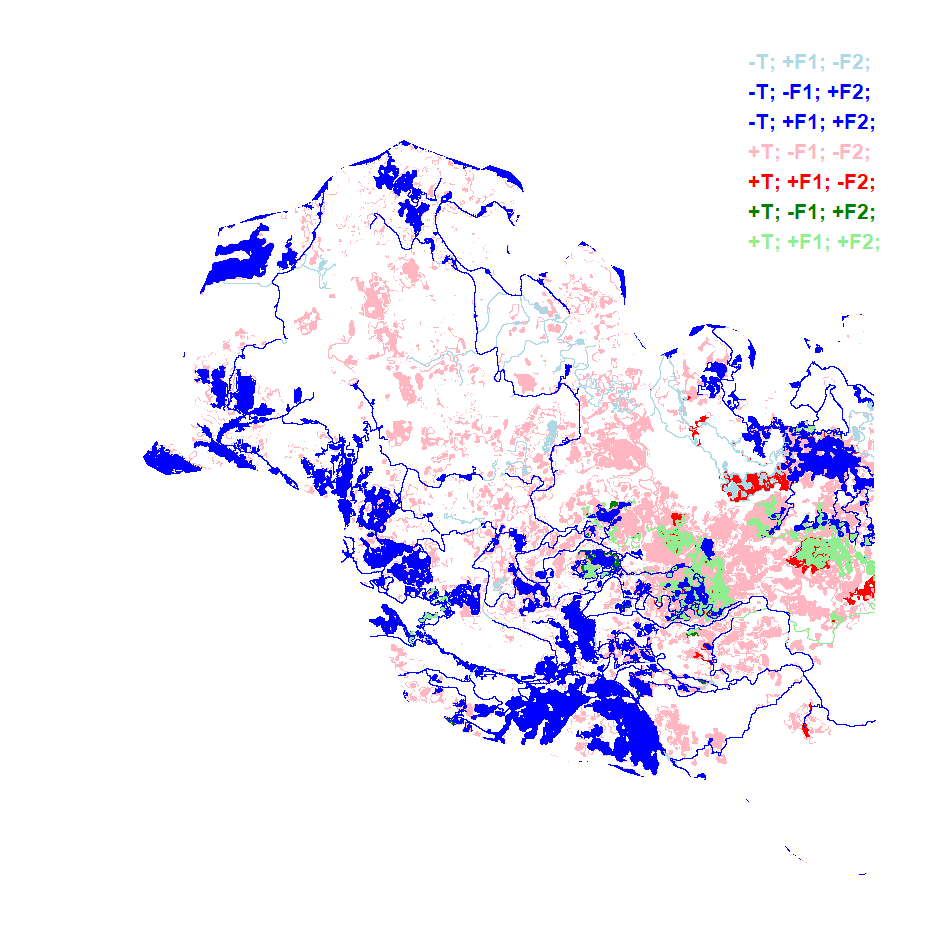 -T; +F1; -F2;
-T; -F1; +F2;
-T; +F1; +F2;
+T; -F1; -F2;
+T; +F1; -F2;
+T; -F1; +F2;
+T; +F1; +F2;